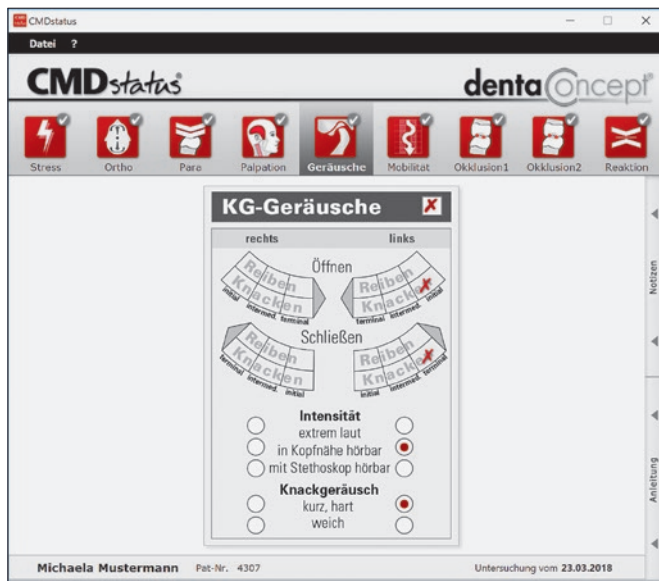 CMDstatus
Datei ?
CMDstatus® dentaConcept®
Stress Ortho Para Palpation Geräusche Mobilität Okklusion1 Okklusion2 Reaktion
KG-Geräusche
rechts links
Öffnen
Reiben Reiben
Knacken Knacken
initial intermed. terminal terminal intermed. initial
Schließen
Reiben Reiben
Knacken Knacken
terminal intermed. initial initial intermed. terminal
Intensität
extrem laut
in Kopfnähe hörbar
mit Stethoskop hörbar
Knackgeräusch
kurz, hart
weich
Notizen
Anleitung
Michaela Mustermann Pat-Nr. 4307 Untersuchung vom 23.03.2018